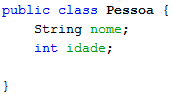 public class Pessoa {
    String nome;
    int idade;

}